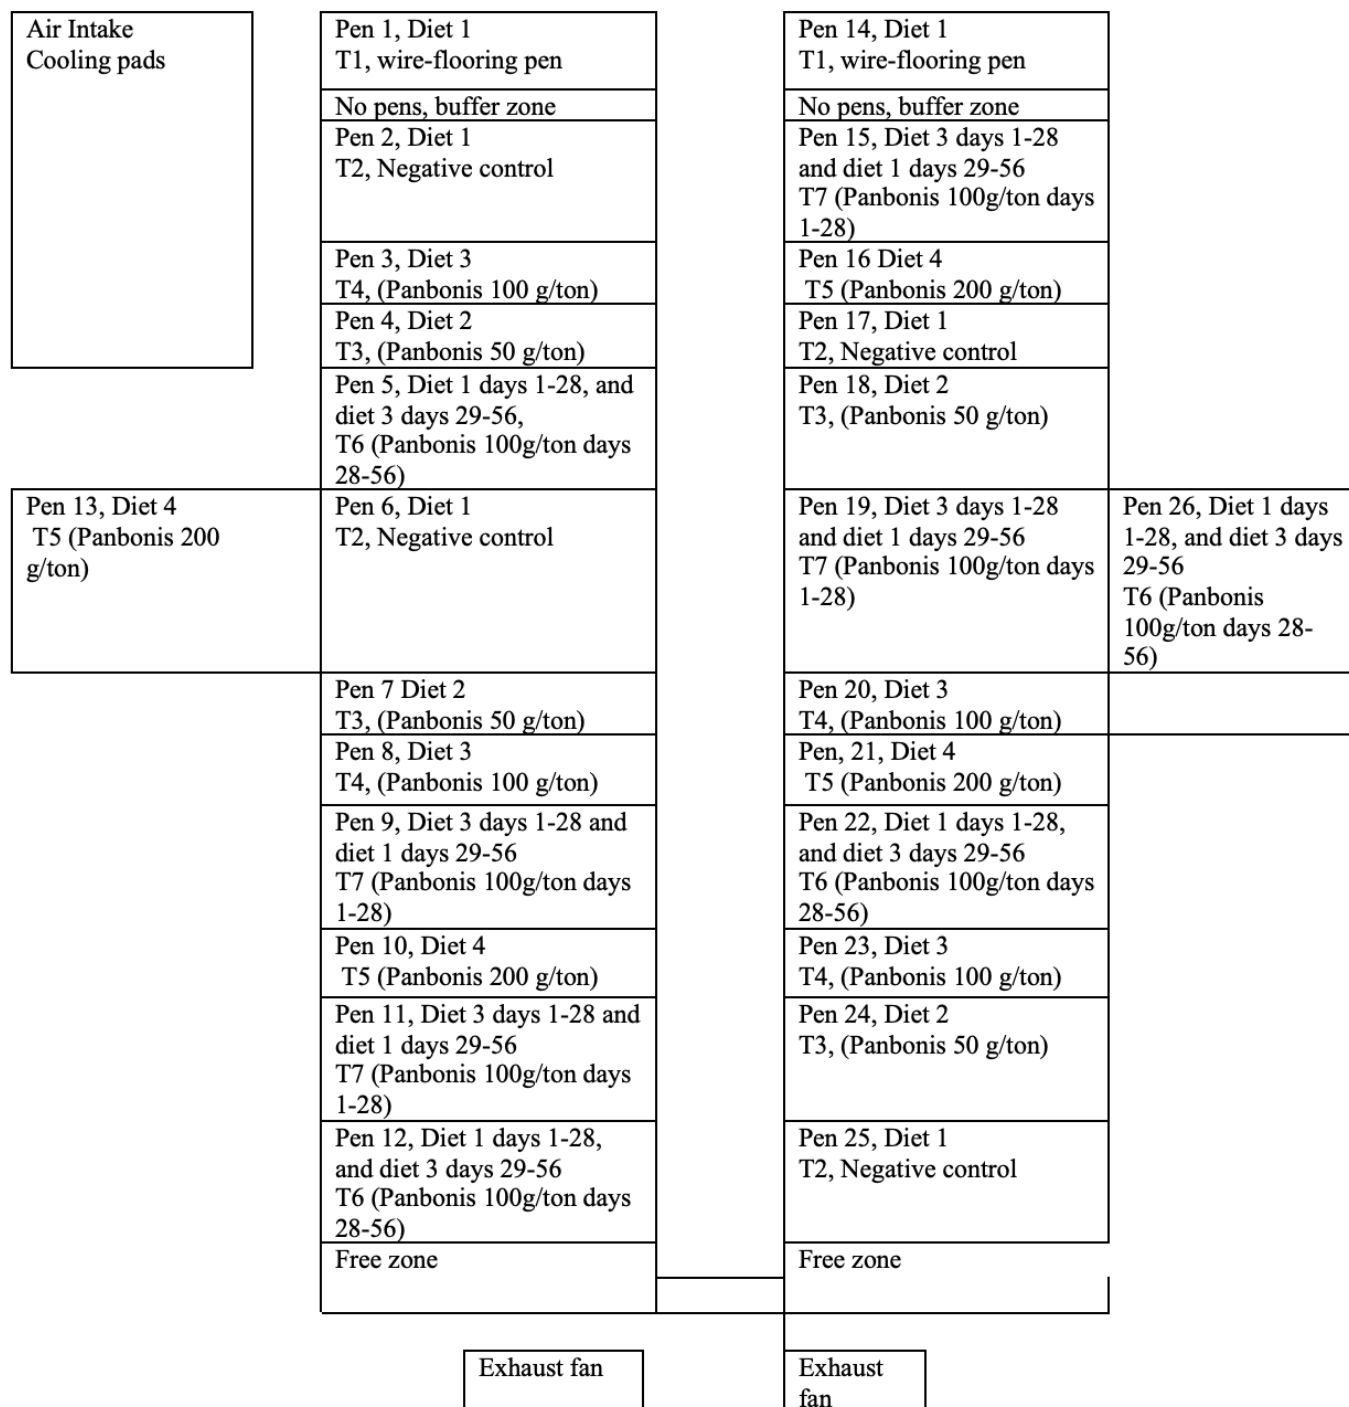 Air Intake
Cooling pads
Pen 1, Diet 1
T1, wire-flooring pen
No pens, buffer zone
Pen 2, Diet 1
T2, Negative control
Pen 3, Diet 3
T4, (Panbonis 100 g/ton)
Pen 4, Diet 2
T3, (Panbonis 50 g/ton)
Pen 5, Diet 1 days 1-28, and
diet 3 days 29-56,
T6 (Panbonis 100g/ton days
28-56)
Pen 13, Diet 4
T5 (Panbonis 200
g/ton)
Pen 6, Diet 1
T2, Negative control
Pen 7 Diet 2
T3, (Panbonis 50 g/ton)
Pen 8, Diet 3
T4, (Panbonis 100 g/ton)
Pen 9, Diet 3 days 1-28 and
diet 1 days 29-56
T7 (Panbonis 100g/ton days
1-28)
Pen 10, Diet 4
T5 (Panbonis 200 g/ton)
Pen 11, Diet 3 days 1-28 and
diet 1 days 29-56
T7 (Panbonis 100g/ton days
1-28)
Pen 12, Diet 1 days 1-28,
and diet 3 days 29-56
T6 (Panbonis 100g/ton days
28-56)
Free zone
Pen 14, Diet 1
T1, wire-flooring pen
No pens, buffer zone
Pen 15, Diet 3 days 1-28
and diet 1 days 29-56
T7 (Panbonis 100g/ton days
1-28)
Pen 16 Diet 4
T5 (Panbonis 200 g/ton)
Pen 17, Diet 1
T2, Negative control
Pen 18, Diet 2
T3, (Panbonis 50 g/ton)
Pen 19, Diet 3 days 1-28
and diet 1 days 29-56
T7 (Panbonis 100g/ton days
1-28)
Pen 26, Diet 1 days
1-28, and diet 3 days
29-56
T6 (Panbonis
100g/ton days 28-
56)
Pen 20, Diet 3
T4, (Panbonis 100 g/ton)
Pen, 21, Diet 4
T5 (Panbonis 200 g/ton)
Pen 22, Diet 1 days 1-28,
and diet 3 days 29-56
T6 (Panbonis 100g/ton days
28-56)
Pen 23, Diet 3
T4, (Panbonis 100 g/ton)
Pen 24, Diet 2
T3, (Panbonis 50 g/ton)
Pen 25, Diet 1
T2, Negative control
Free zone
Exhaust fan
Exhaust
fan